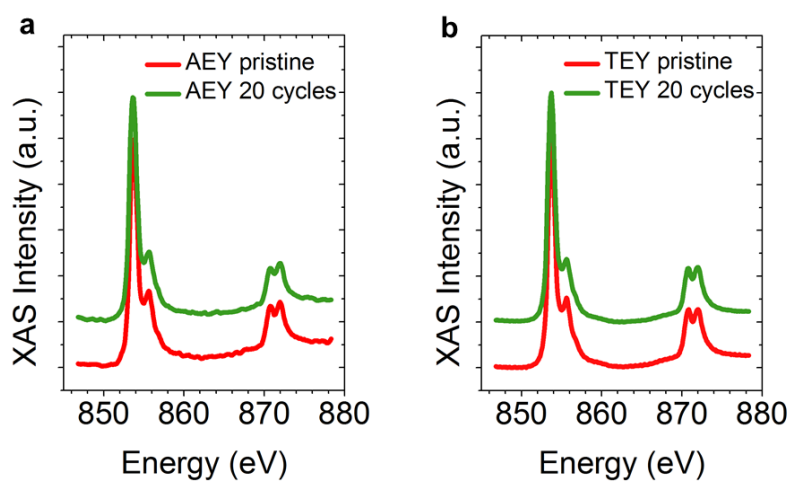 a
AEY pristine
AEY 20 cycles
XAS Intensity (a.u.)
850 860 870 880
Energy (eV)
b
TEY pristine
TEY 20 cycles
XAS Intensity (a.u.)
850 860 870 880
Energy (eV)